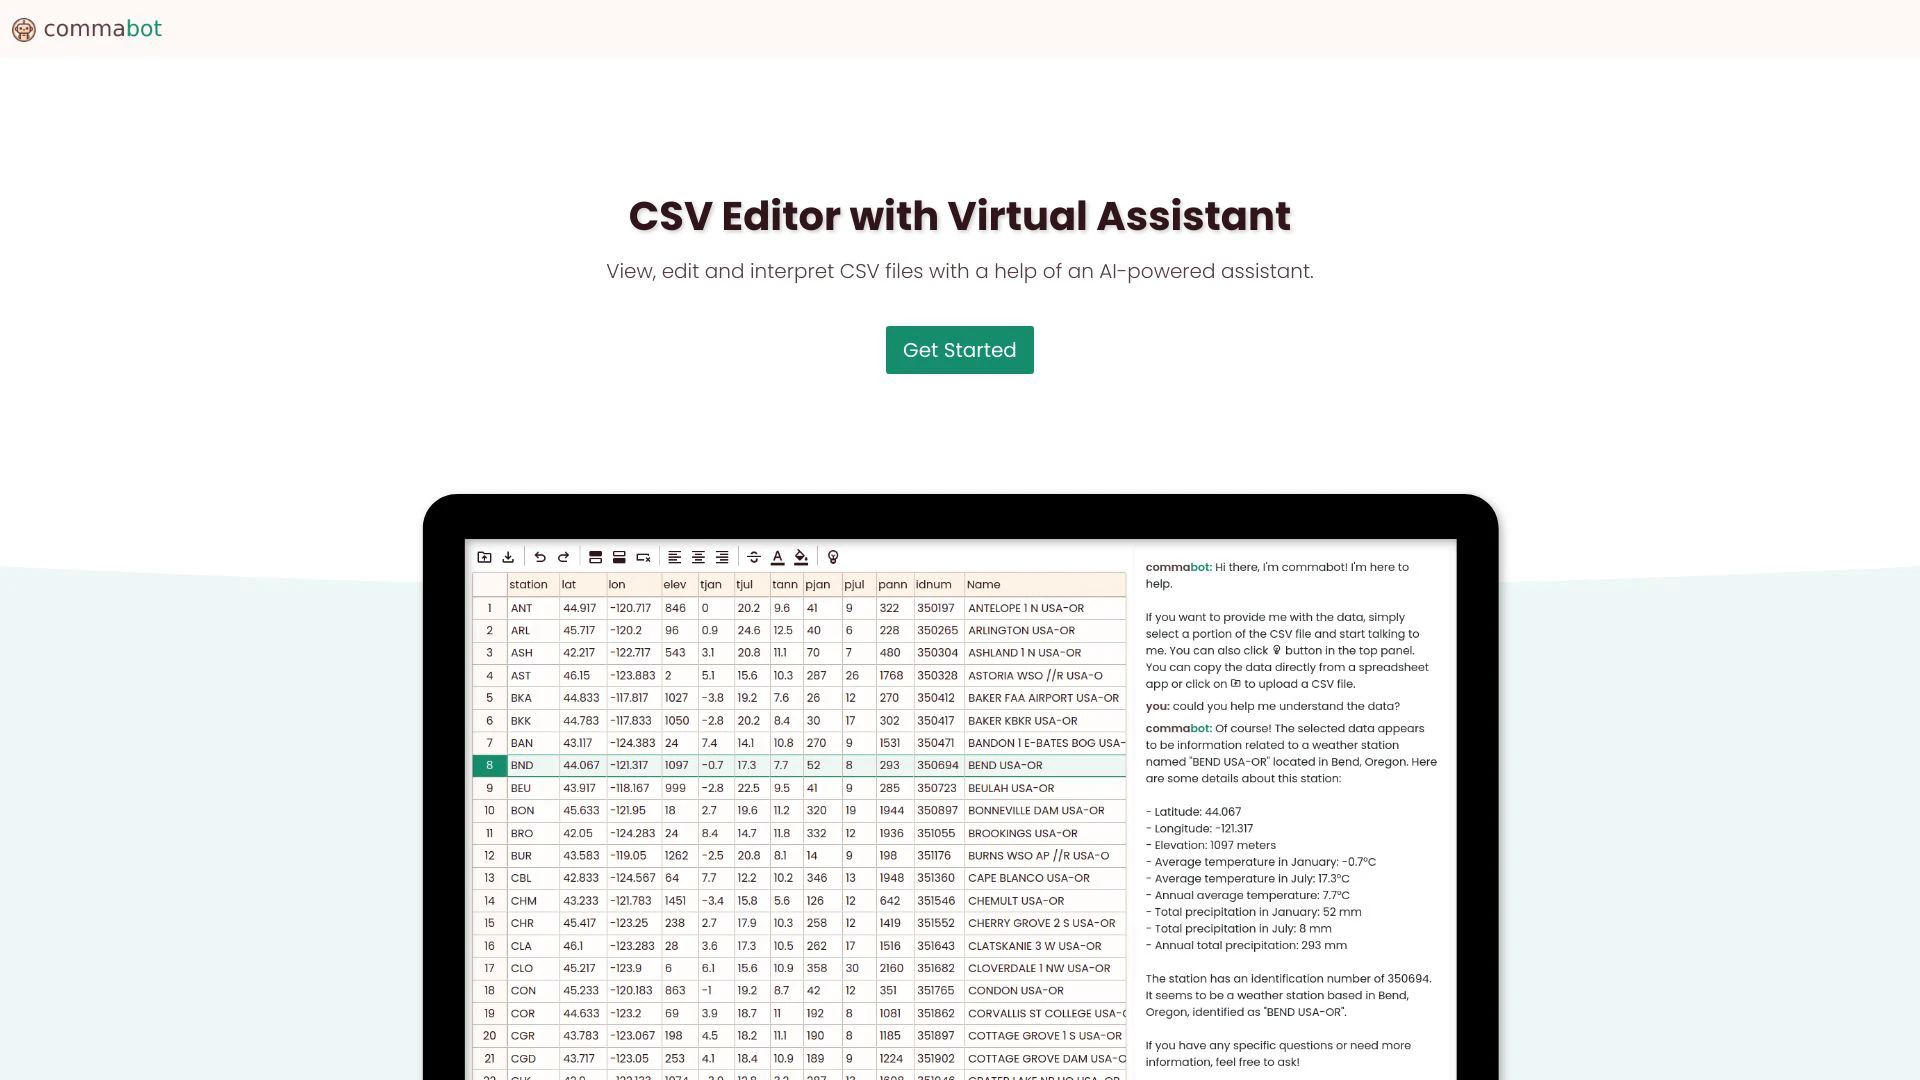 commabot
CSV Editor with Virtual Assistant
View, edit and interpret CSV files with a help of an AI-powered assistant.
Get Started
station lat lon elev tjan tjul tann pjan pjul pann idnum Name
1 ANT 44.917 -120.717 846 0 20.2 9.6 41 9 322 350197 ANTELOPE 1 N USA-OR
2 ARL 45.717 -120.2 96 0.9 24.6 12.5 40 6 228 350265 ARLINGTON USA-OR
3 ASH 42.217 -122.717 543 3.1 20.8 11.1 70 7 480 350304 ASHLAND 1 N USA-OR
4 AST 46.15 -123.883 2 5.1 15.6 10.3 287 26 1768 350328 ASTORIA WSO //R USA-O
5 BKA 44.833 -117.817 1027 -3.8 19.2 7.6 26 12 270 350412 BAKER FAA AIRPORT USA-OR
6 BKK 44.783 -117.833 1050 -2.8 20.2 8.4 30 17 302 350417 BAKER KBKR USA-OR
7 BAN 43.117 -124.383 24 7.4 14.1 10.8 270 9 1531 350471 BANDON 1 E-BATES BOG USA-
8 BND 44.067 -121.317 1097 -0.7 17.3 7.7 52 8 293 350694 BEND USA-OR
9 BEU 43.917 -118.167 999 -2.8 22.5 9.5 41 9 285 350723 BEULAH USA-OR
10 BON 45.633 -121.95 18 2.7 19.6 11.2 320 19 1944 350897 BONNEVILLE DAM USA-OR
11 BRO 42.05 -124.283 24 8.4 14.7 11.8 332 12 1936 351055 BROOKINGS USA-OR
12 BUR 43.583 -119.05 1262 -2.5 20.8 8.1 14 9 198 351176 BURNS WSO AP //R USA-O
13 CBL 42.833 -124.567 64 7.7 12.2 10.2 346 13 1948 351360 CAPE BLANCO USA-OR
14 CHM 43.233 -121.783 1451 -3.4 15.8 5.6 126 12 642 351546 CHEMULT USA-OR
15 CHR 45.417 -123.25 238 2.7 17.9 10.3 258 12 1419 351552 CHERRY GROVE 2 S USA-OR
16 CLA 46.1 -123.283 28 3.6 17.3 10.5 262 17 1516 351643 CLATSKANIE 3 W USA-OR
17 CLO 45.217 -123.9 6 6.1 15.6 10.9 358 30 2160 351682 CLOVERDALE 1 NW USA-OR
18 CON 45.233 -120.183 863 -1 19.2 8.7 42 12 351 351765 CONDON USA-OR
19 COR 44.633 -123.2 69 3.9 18.7 11 192 8 1081 351862 CORVALLIS ST COLLEGE USA-
20 CGR 43.783 -123.067 198 4.5 18.2 11.1 190 8 1185 351897 COTTAGE GROVE 1 S USA-OR
21 CGD 43.717 -123.05 253 4.1 18.4 10.9 189 9 1224 351902 COTTAGE GROVE DAM USA-O
commabot: Hi there, I'm commabot! I'm here to
help.
If you want to provide me with the data, simply
select a portion of the CSV file and start talking to
me. You can also click button in the top panel.
You can copy the data directly from a spreadsheet
app or click on to upload a CSV file.
you: could you help me understand the data?
commabot: Of course! The selected data appears
to be information related to a weather station
named "BEND USA-OR" located in Bend, Oregon. Here
are some details about this station:
- Latitude: 44.067
- Longitude: -121.317
- Elevation: 1097 meters
- Average temperature in January: -0.7°C
- Average temperature in July: 17.3°C
- Annual average temperature: 7.7°C
- Total precipitation in January: 52 mm
- Total precipitation in July: 8 mm
- Annual total precipitation: 293 mm
The station has an identification number of 350694.
It seems to be a weather station based in Bend,
Oregon, identified as "BEND USA-OR".
If you have any specific questions or need more
information, feel free to ask!